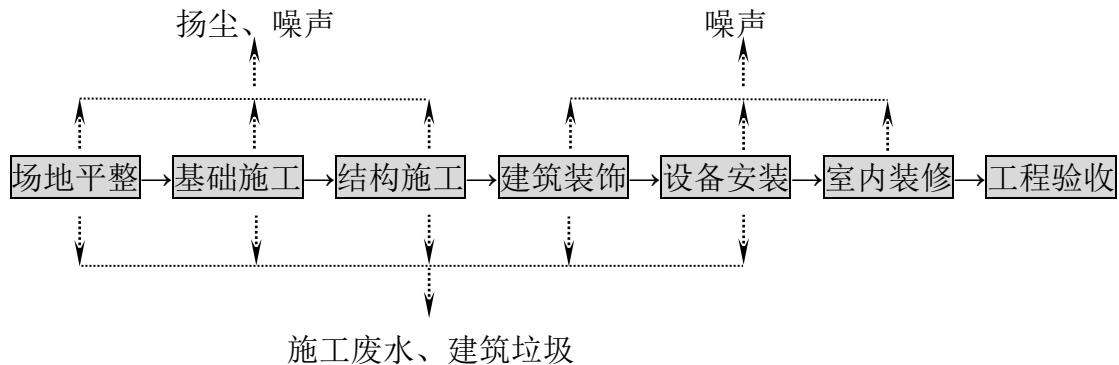 扬尘、噪声 噪声
场地平整→基础施工→结构施工→建筑装饰→设备安装→室内装修→工程验收
施工废水、建筑垃圾